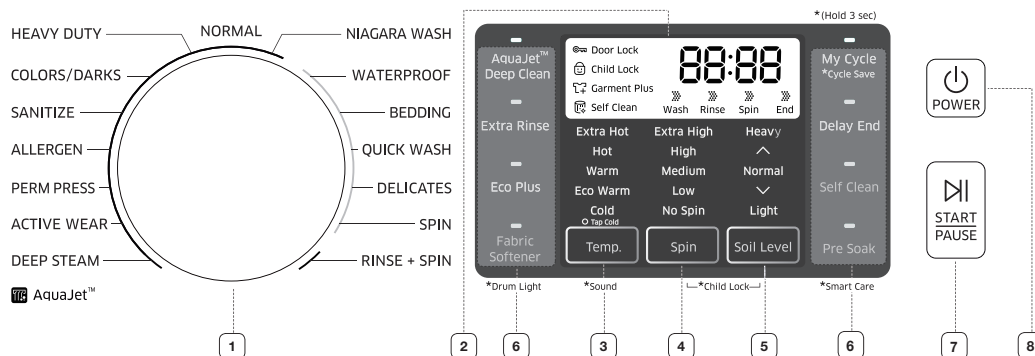 HEAVY DUTY
NORMAL
NIAGARA WASH
COLORS/DARKS
WATERPROOF
SANITIZE
BEDDING
ALLERGEN
QUICK WASH
PERM PRESS
DELICATES
ACTIVE WEAR
SPIN
DEEP STEAM
RINSE + SPIN
AquaJet™
*(Hold 3 sec)
AquaJet™
Deep Clean
Extra Rinse
Eco Plus
Fabric
Softener
Door Lock
Child Lock
Garment Plus
Self Clean
88:88
Wash Rinse Spin End
Extra Hot Extra High Heavy
Hot High
Warm Medium Normal
Eco Warm Low
Cold No Spin Light
Tap Cold
Temp. Spin Soil Level
My Cycle
*Cycle Save
Delay End
Self Clean
Pre Soak
*Drum Light *Sound *Child Lock *Smart Care
POWER
START
PAUSE
1 2 6 3 4 5 6 7 8